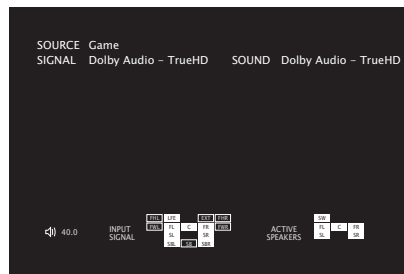 SOURCE Game
SIGNAL Dolby Audio – TrueHD SOUND Dolby Audio – TrueHD
FHL LFE EXT FHR
FWL FL C FR FWR
SL SR
SBL SB SBR
40.0
INPUT SIGNAL
SW
FL C FR
SL SR
ACTIVE SPEAKERS